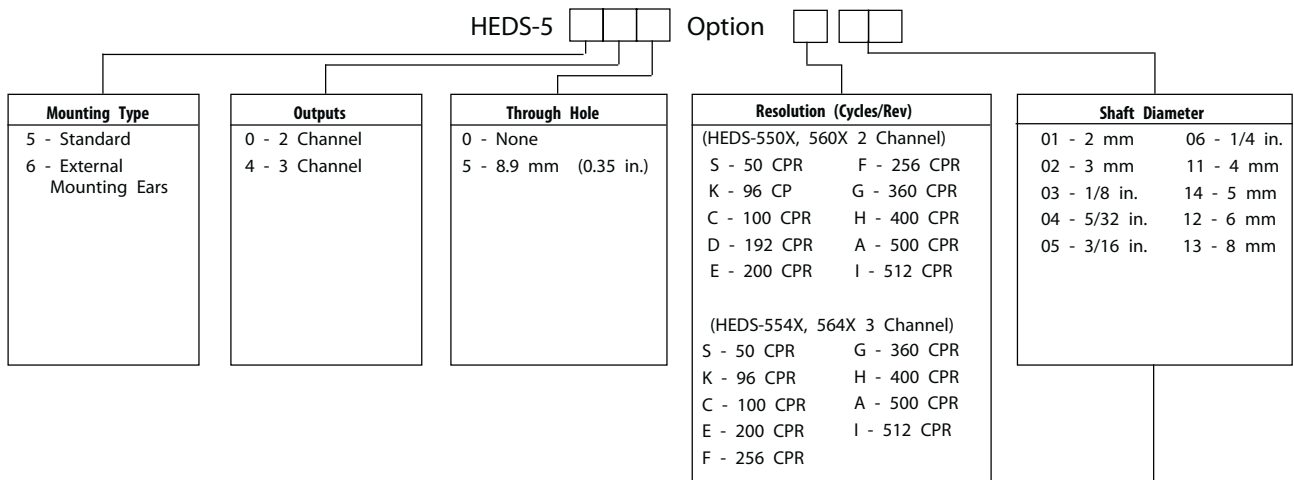 HEDS-5 Option
Mounting Type
5 - Standard
6 - External
Mounting Ears
Outputs
0 - 2 Channel
4 - 3 Channel
Through Hole
0 - None
5 - 8.9 mm (0.35 in.)
Resolution (Cycles/Rev)
(HEDS-550X, 560X 2 Channel)
S - 50 CPR F - 256 CPR
K - 96 CP G - 360 CPR
C - 100 CPR H - 400 CPR
D - 192 CPR A - 500 CPR
E - 200 CPR I - 512 CPR
(HEDS-554X, 564X 3 Channel)
S - 50 CPR G - 360 CPR
K - 96 CPR H - 400 CPR
C - 100 CPR A - 500 CPR
E - 200 CPR I - 512 CPR
F - 256 CPR
Shaft Diameter
01 - 2 mm 06 - 1/4 in.
02 - 3 mm 11 - 4 mm
03 - 1/8 in. 14 - 5 mm
04 - 5/32 in. 12 - 6 mm
05 - 3/16 in. 13 - 8 mm